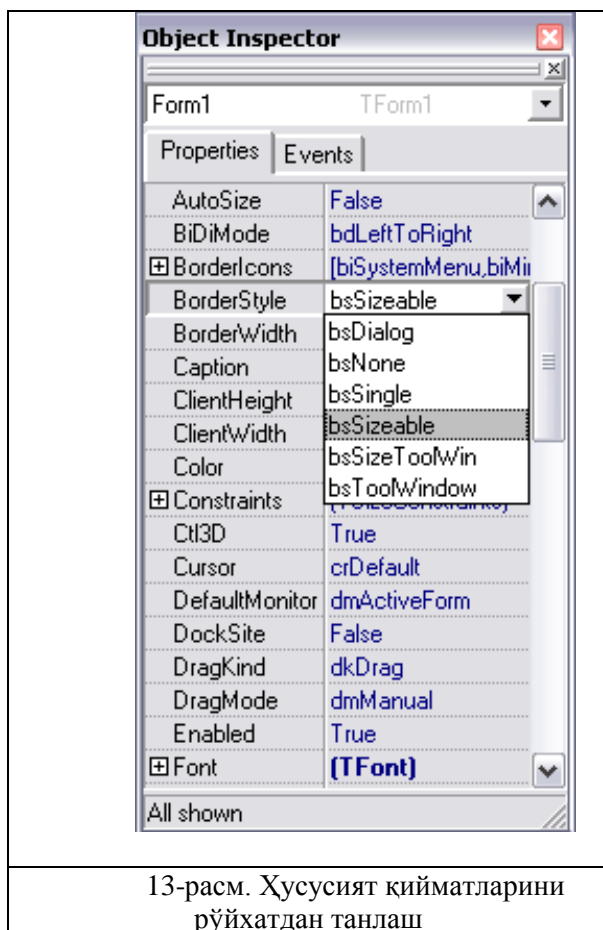 Object Inspector
Form1 TForm1
Properties Events
AutoSize False
BiDiMode bdLeftToRight
BorderIcons [biSystemMenu,biMi
BorderStyle bsSizeable
BorderWidth bsDialog
Caption bsNone
ClientHeight bsSingle
ClientWidth bsSizeable
Color bsSizeToolWin
Constraints bsToolWindow
Ctl3D True
Cursor crDefault
DefaultMonitor dmActiveForm
DockSite False
DragKind dkDrag
DragMode dmManual
Enabled True
Font (TFont)
All shown
13-расм. Ҳусусият қийматларини
рўйхатдан танлаш